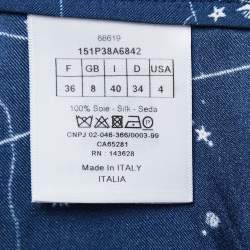 68619
151P38A6842
F GB I D USA
36 8 40 34 4
100% Soie - Silk - Seda
CNPJ 02-046-366/0003-99
CA65281
RN : 143628
Made in ITALY
ITALIA